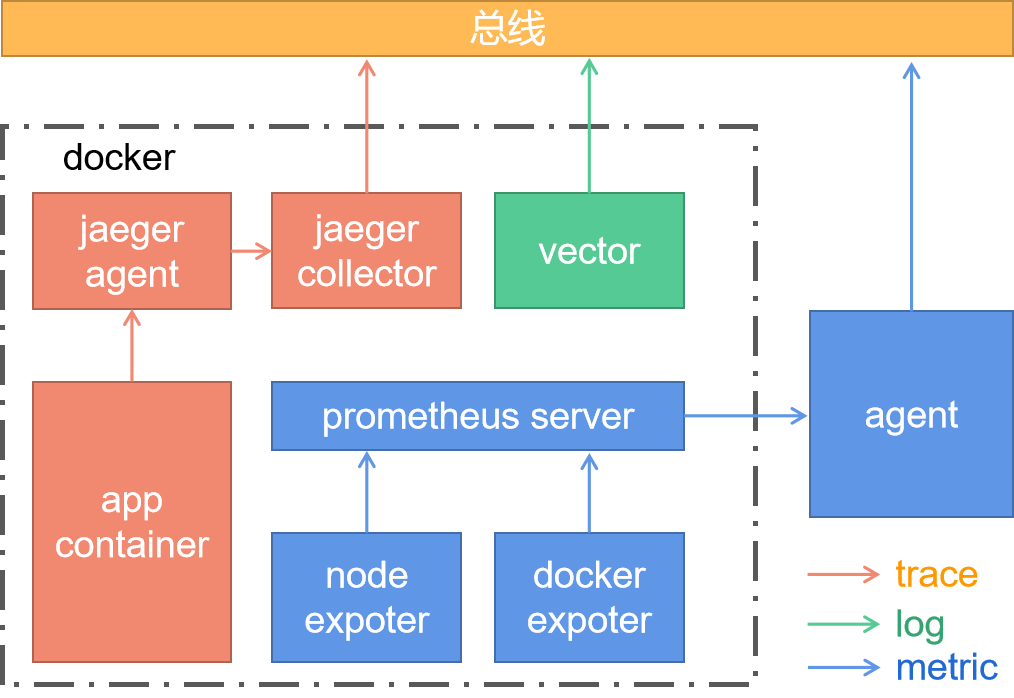 总线
docker
jaeger
agent
jaeger
collector
vector
prometheus server
agent
app
container
node
expoter
docker
expoter
trace
log
metric